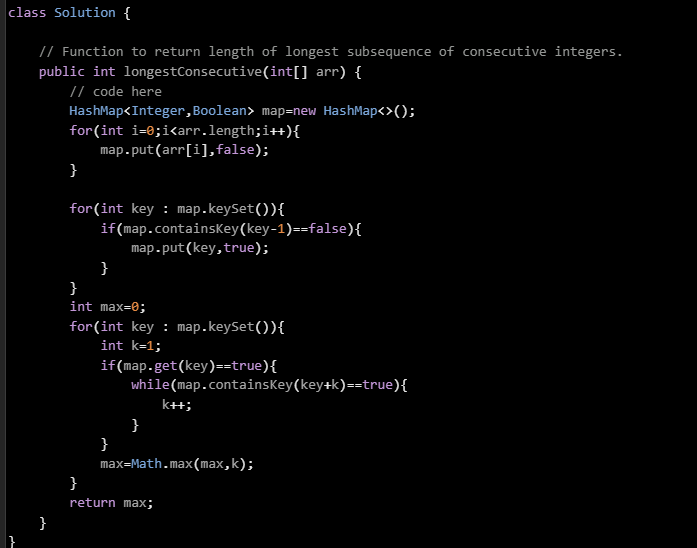 class Solution {

    // Function to return length of longest subsequence of consecutive integers.
    public int longestConsecutive(int[] arr) {
        // code here
        HashMap<Integer,Boolean> map=new HashMap<>();
        for(int i=0;i<arr.length;i++){
            map.put(arr[i],false);
        }

        for(int key : map.keySet()){
            if(map.containsKey(key-1)==false){
                map.put(key,true);
            }
        }
        int max=0;
        for(int key : map.keySet()){
            int k=1;
            if(map.get(key)==true){
                while(map.containsKey(key+k)==true){
                    k++;
                }
            }
            max=Math.max(max,k);
        }
        return max;
    }
}